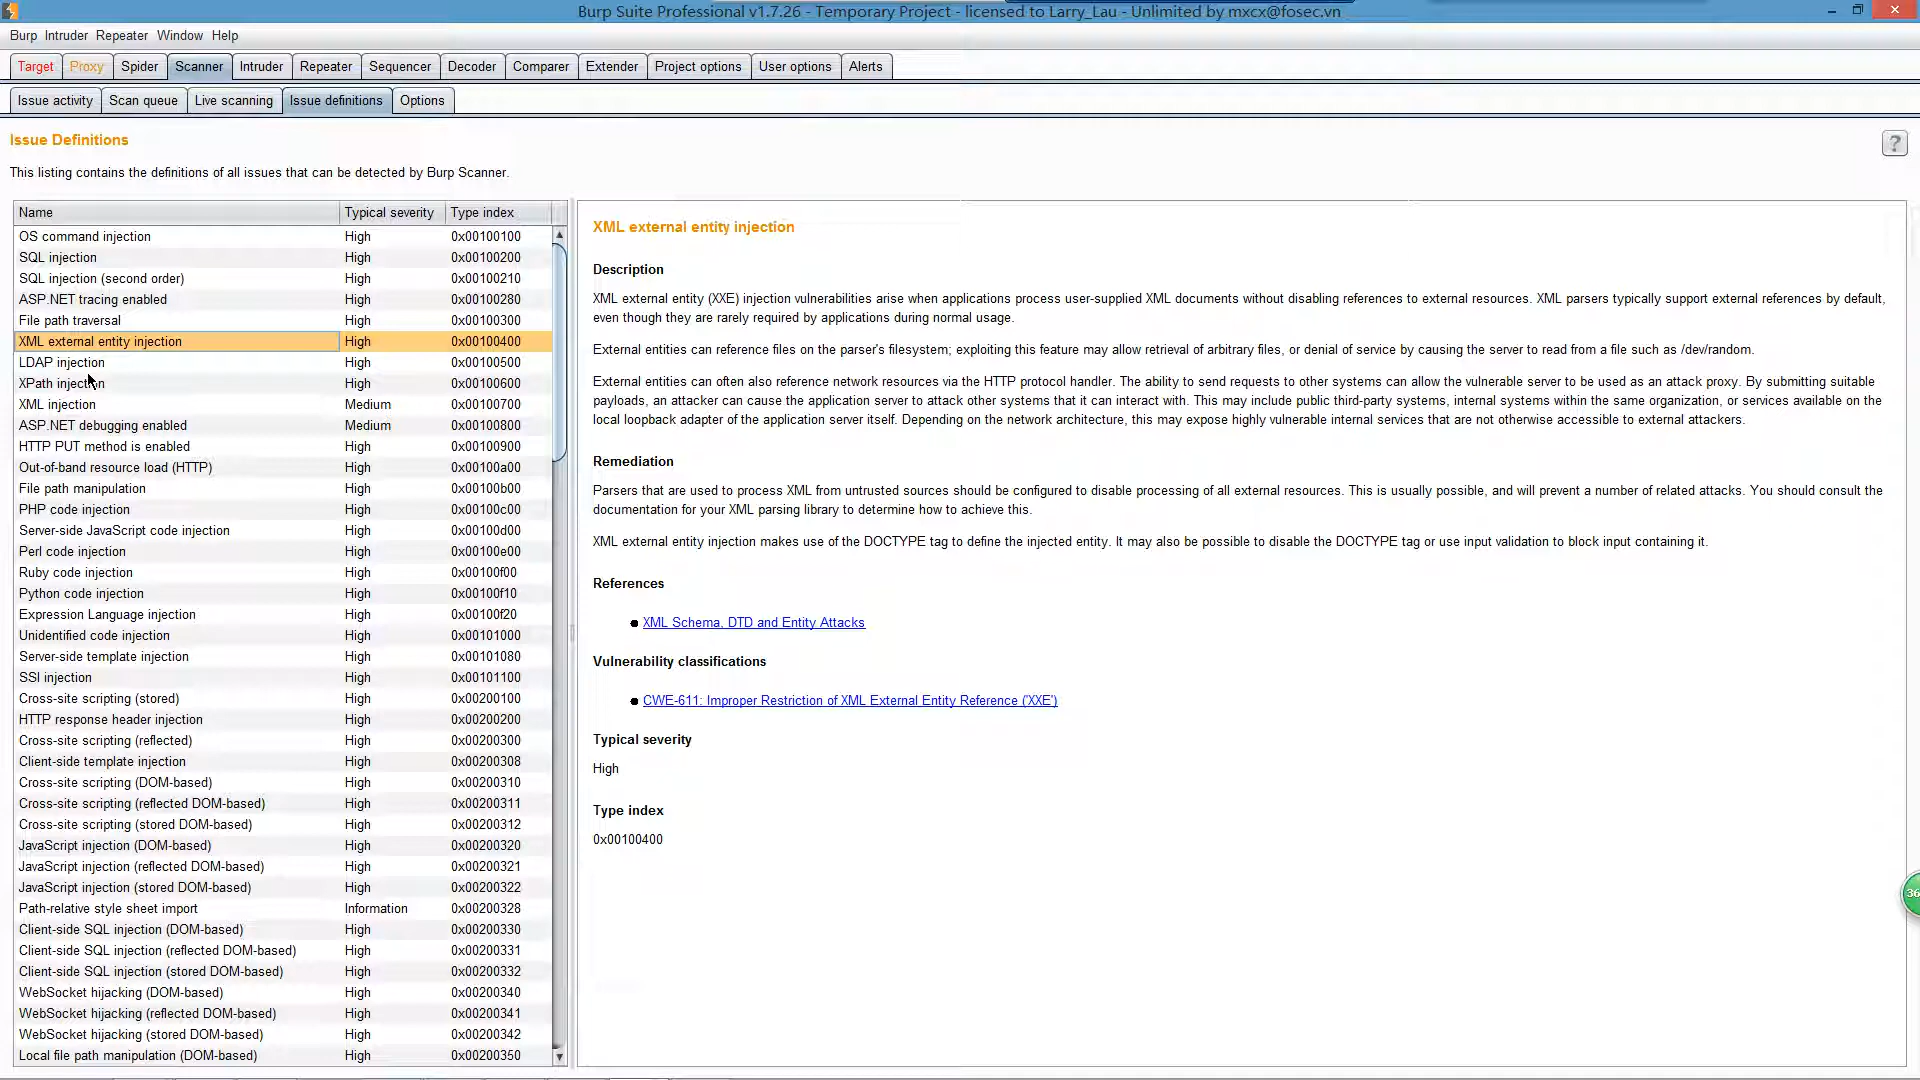 Burp Suite Professional v1.7.26 - Temporary Project - licensed to Larry_Lau - Unlimited by mxcx@fosec.vn
Burp Intruder Repeater Window Help
Target Proxy Spider Scanner Intruder Repeater Sequencer Decoder Comparer Extender Project options User options Alerts
Issue activity Scan queue Live scanning Issue definitions Options
Issue Definitions
?
This listing contains the definitions of all issues that can be detected by Burp Scanner.
Name Typical severity Type index
OS command injection High 0x00100100
SQL injection High 0x00100200
SQL injection (second order) High 0x00100210
ASP.NET tracing enabled High 0x00100280
File path traversal High 0x00100300
XML external entity injection High 0x00100400
LDAP injection High 0x00100500
XPath injection High 0x00100600
XML injection Medium 0x00100700
ASP.NET debugging enabled Medium 0x00100800
HTTP PUT method is enabled High 0x00100900
Out-of-band resource load (HTTP) High 0x00100a00
File path manipulation High 0x00100b00
PHP code injection High 0x00100c00
Server-side JavaScript code injection High 0x00100d00
Perl code injection High 0x00100e00
Ruby code injection High 0x00100f00
Python code injection High 0x00100f10
Expression Language injection High 0x00100f20
Unidentified code injection High 0x00101000
Server-side template injection High 0x00101080
SSI injection High 0x00101100
Cross-site scripting (stored) High 0x00200100
HTTP response header injection High 0x00200200
Cross-site scripting (reflected) High 0x00200300
Client-side template injection High 0x00200308
Cross-site scripting (DOM-based) High 0x00200310
Cross-site scripting (reflected DOM-based) High 0x00200311
Cross-site scripting (stored DOM-based) High 0x00200312
JavaScript injection (DOM-based) High 0x00200320
JavaScript injection (reflected DOM-based) High 0x00200321
JavaScript injection (stored DOM-based) High 0x00200322
Path-relative style sheet import Information 0x00200328
Client-side SQL injection (DOM-based) High 0x00200330
Client-side SQL injection (reflected DOM-based) High 0x00200331
Client-side SQL injection (stored DOM-based) High 0x00200332
WebSocket hijacking (DOM-based) High 0x00200340
WebSocket hijacking (reflected DOM-based) High 0x00200341
WebSocket hijacking (stored DOM-based) High 0x00200342
Local file path manipulation (DOM-based) High 0x00200350
XML external entity injection
Description
XML external entity (XXE) injection vulnerabilities arise when applications process user-supplied XML documents without disabling references to external resources. XML parsers typically support external references by default,
even though they are rarely required by applications during normal usage.
External entities can reference files on the parser's filesystem; exploiting this feature may allow retrieval of arbitrary files, or denial of service by causing the server to read from a file such as /dev/random.
External entities can often also reference network resources via the HTTP protocol handler. The ability to send requests to other systems can allow the vulnerable server to be used as an attack proxy. By submitting suitable
payloads, an attacker can cause the application server to attack other systems that it can interact with. This may include public third-party systems, internal systems within the same organization, or services available on the
local loopback adapter of the application server itself. Depending on the network architecture, this may expose highly vulnerable internal services that are not otherwise accessible to external attackers.
Remediation
Parsers that are used to process XML from untrusted sources should be configured to disable processing of all external resources. This is usually possible, and will prevent a number of related attacks. You should consult the
documentation for your XML parsing library to determine how to achieve this.
XML external entity injection makes use of the DOCTYPE tag to define the injected entity. It may also be possible to disable the DOCTYPE tag or use input validation to block input containing it.
References
XML Schema, DTD and Entity Attacks
Vulnerability classifications
CWE-611: Improper Restriction of XML External Entity Reference ('XXE')
Typical severity
High
Type index
0x00100400